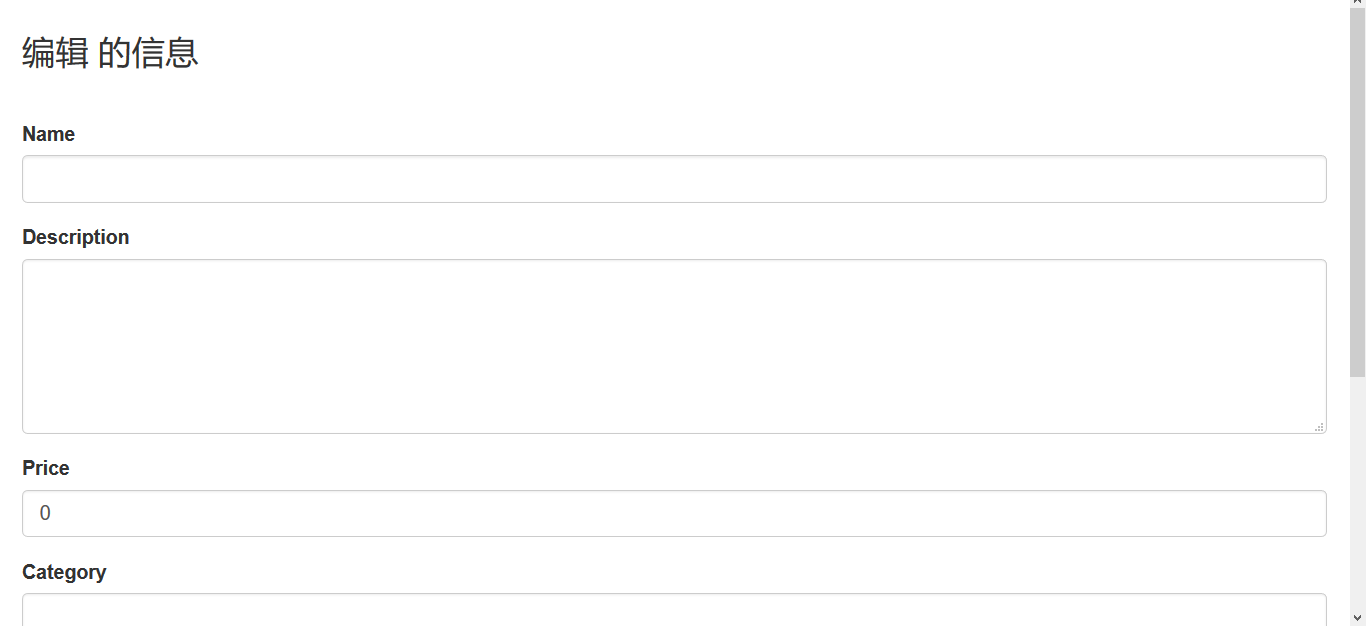 编辑 的信息
Name
Description
Price
0
Category